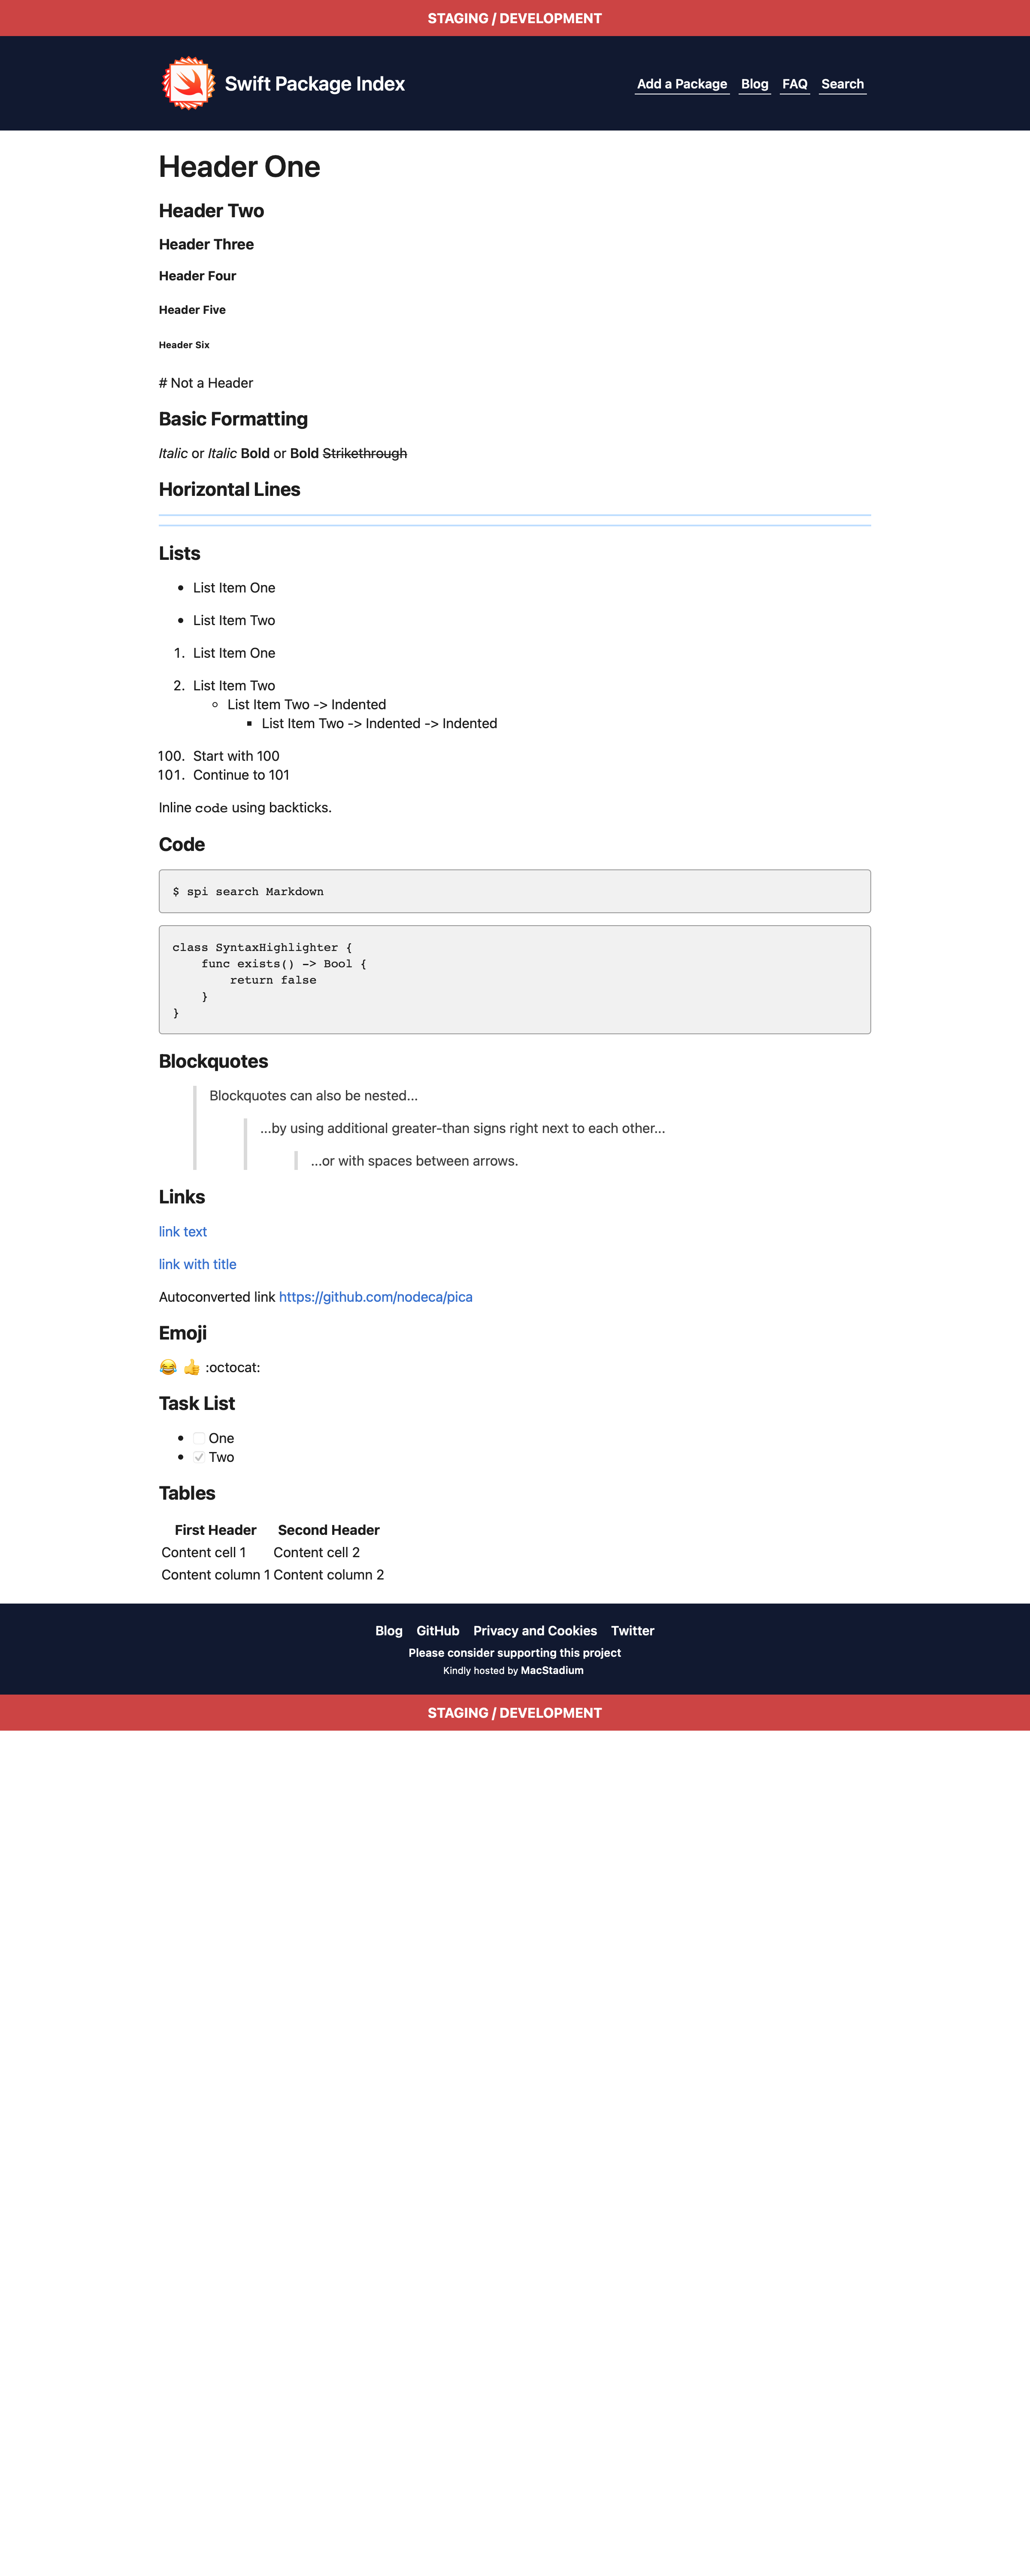 STAGING / DEVELOPMENT
Swift Package Index
Add a Package Blog FAQ Search
Header One
Header Two
Header Three
Header Four
Header Five
Header Six
# Not a Header
Basic Formatting
Italic or Italic Bold or Bold Strikethrough
Horizontal Lines
Lists
• List Item One
• List Item Two
1. List Item One
2. List Item Two
◦ List Item Two -> Indented
▪ List Item Two -> Indented -> Indented
100. Start with 100
101. Continue to 101
Inline code using backticks.
Code
$ spi search Markdown
class SyntaxHighlighter {
    func exists() -> Bool {
        return false
    }
}
Blockquotes
Blockquotes can also be nested...
...by using additional greater-than signs right next to each other...
...or with spaces between arrows.
Links
link text
link with title
Autoconverted link https://github.com/nodeca/pica
Emoji
😂 👍 :octocat:
Task List
• ☐ One
• ☑ Two
Tables
First Header Second Header
Content cell 1 Content cell 2
Content column 1 Content column 2
Blog GitHub Privacy and Cookies Twitter
Please consider supporting this project
Kindly hosted by MacStadium
STAGING / DEVELOPMENT